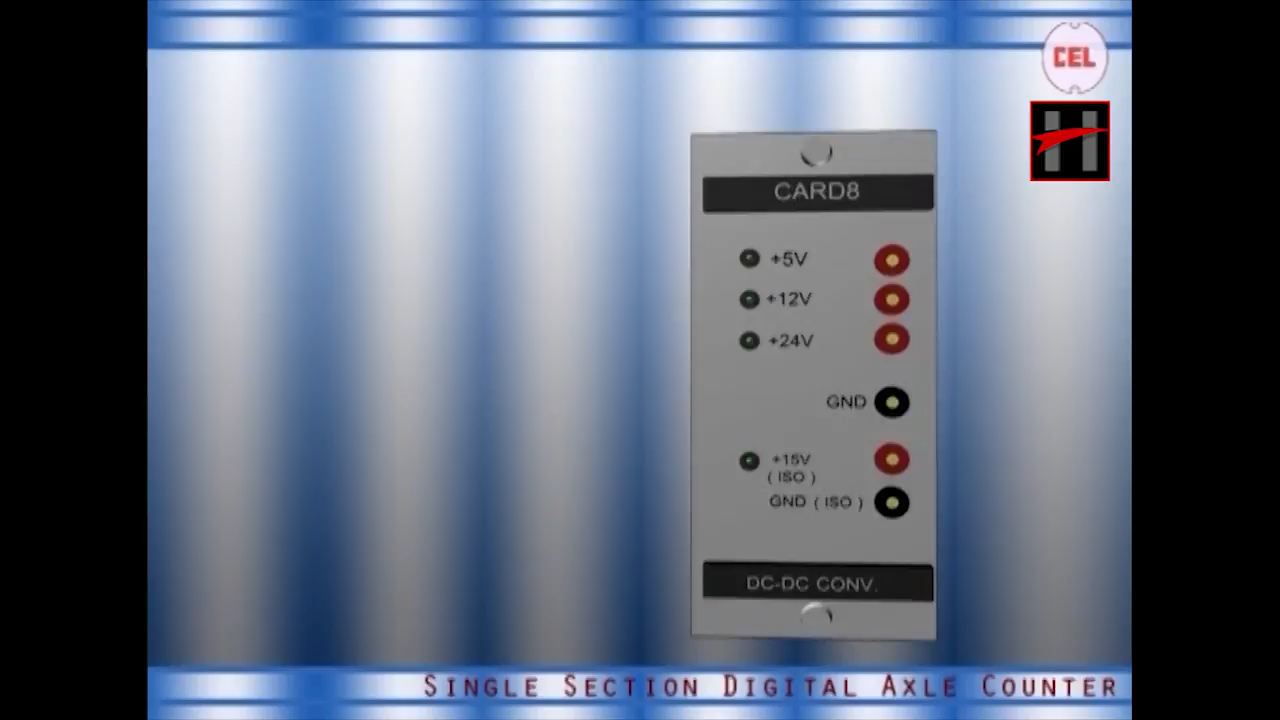 CEL
CARD8
+5V
+12V
+24V
GND
+15V
( ISO )
GND ( ISO )
DC-DC CONV.
SINGLE SECTION DIGITAL AXLE COUNTER